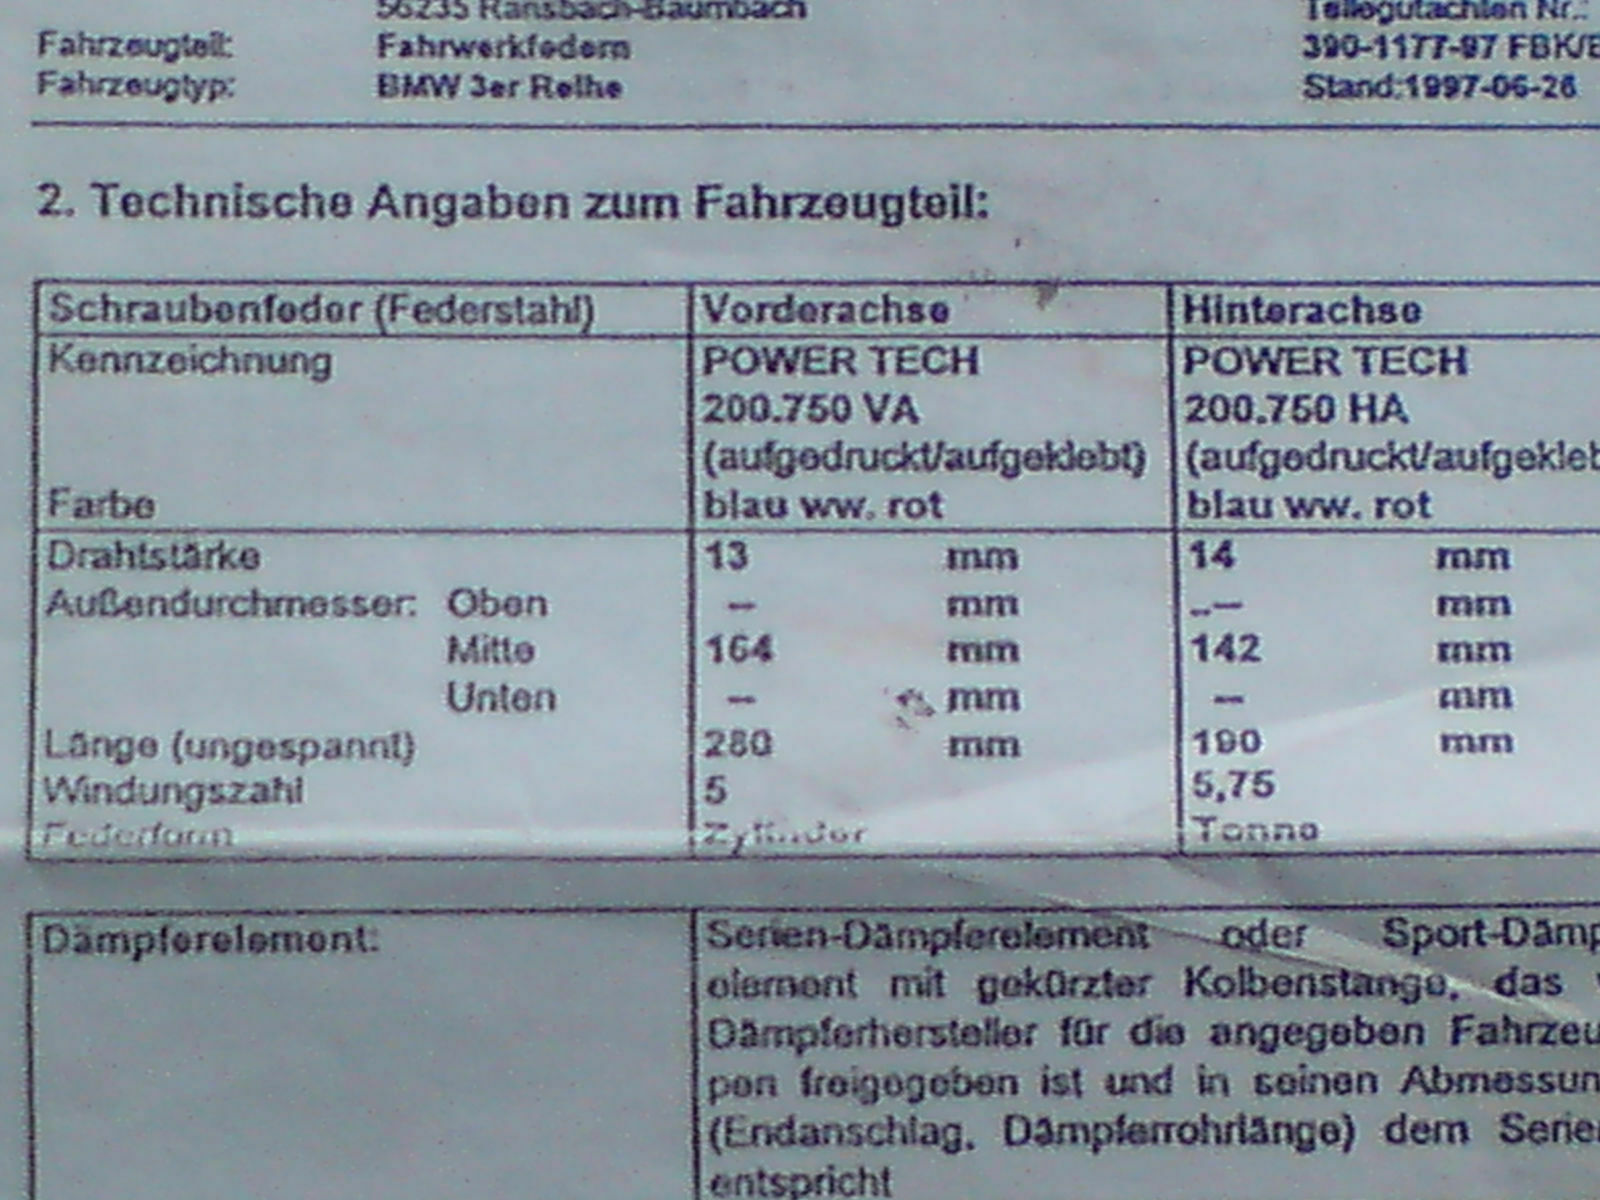 56235 Ransbach-Baumbach Teilegutachten Nr.:
Fahrzeugteil: Fahrwerkfedern 390-1177-97 FBK/E
Fahrzeugtyp: BMW 3er Reihe Stand:1997-06-26
2. Technische Angaben zum Fahrzeugteil:
Schraubenfeder (Federstahl) Vorderachse Hinterachse
Kennzeichnung POWER TECH POWER TECH
200.750 VA 200.750 HA
(aufgedruckt/aufgeklebt) (aufgedruckt/aufgekleb
Farbe blau ww. rot blau ww. rot
Drahtstärke 13 mm 14 mm
Außendurchmesser: Oben -- mm -- mm
Mitte 164 mm 142 mm
Unten -- mm -- mm
Länge (ungespannt) 280 mm 190 mm
Windungszahl 5 5,75
Federform Zylinder Tonne
Dämpferelement: Serien-Dämpferelement oder Sport-Dämp
element mit gekürzter Kolbenstange, das
Dämpferhersteller für die angegeben Fahrzeu
pen freigegeben ist und in seinen Abmessun
(Endanschlag, Dämpferrohrlänge) dem Serie
entspricht